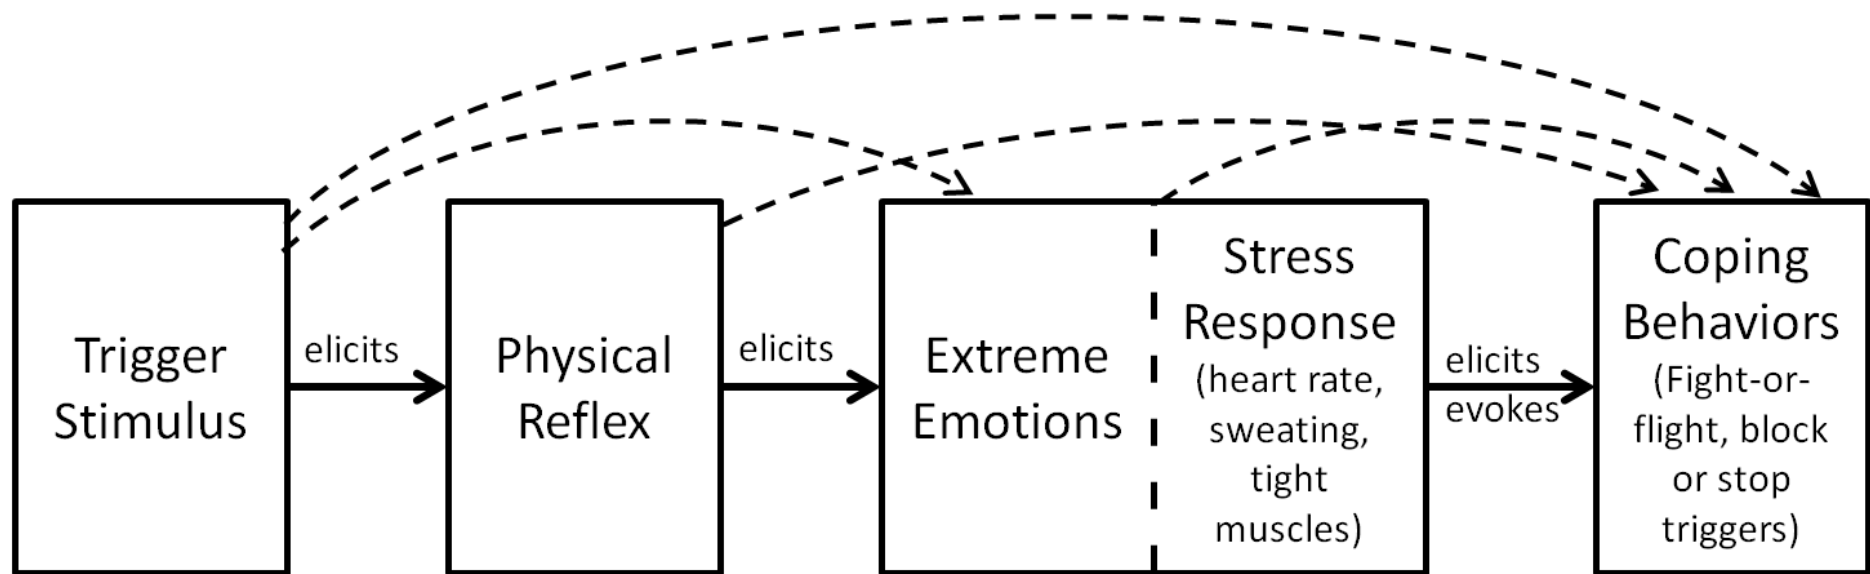 Trigger
Stimulus
elicits
Physical
Reflex
elicits
Extreme
Emotions
Stress
Response
(heart rate,
sweating,
tight
muscles)
elicits
evokes
Coping
Behaviors
(Fight-or-
flight, block
or stop
triggers)